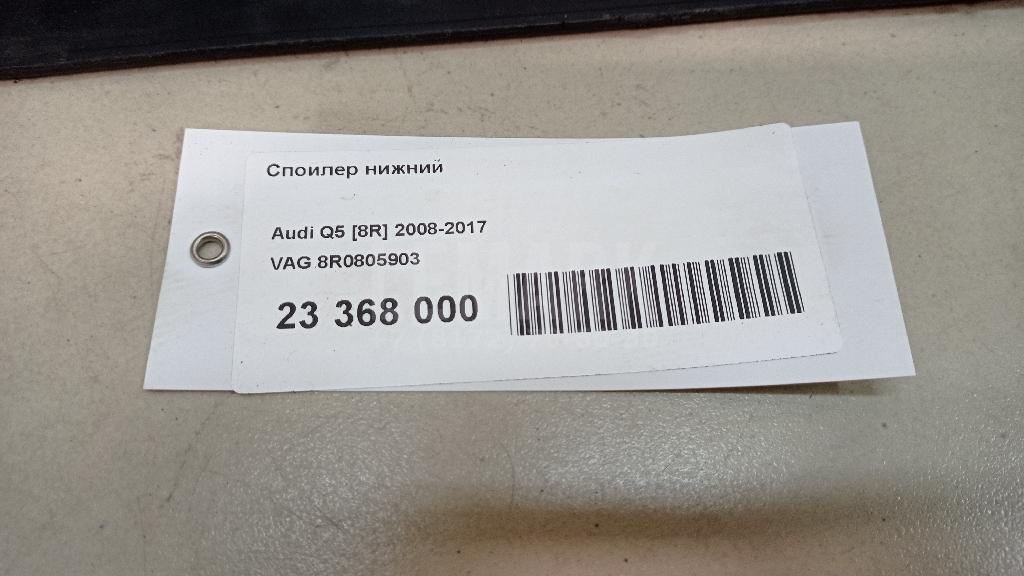 Спойлер нижний
Audi Q5 [8R] 2008-2017
VAG 8R0805903
23 368 000